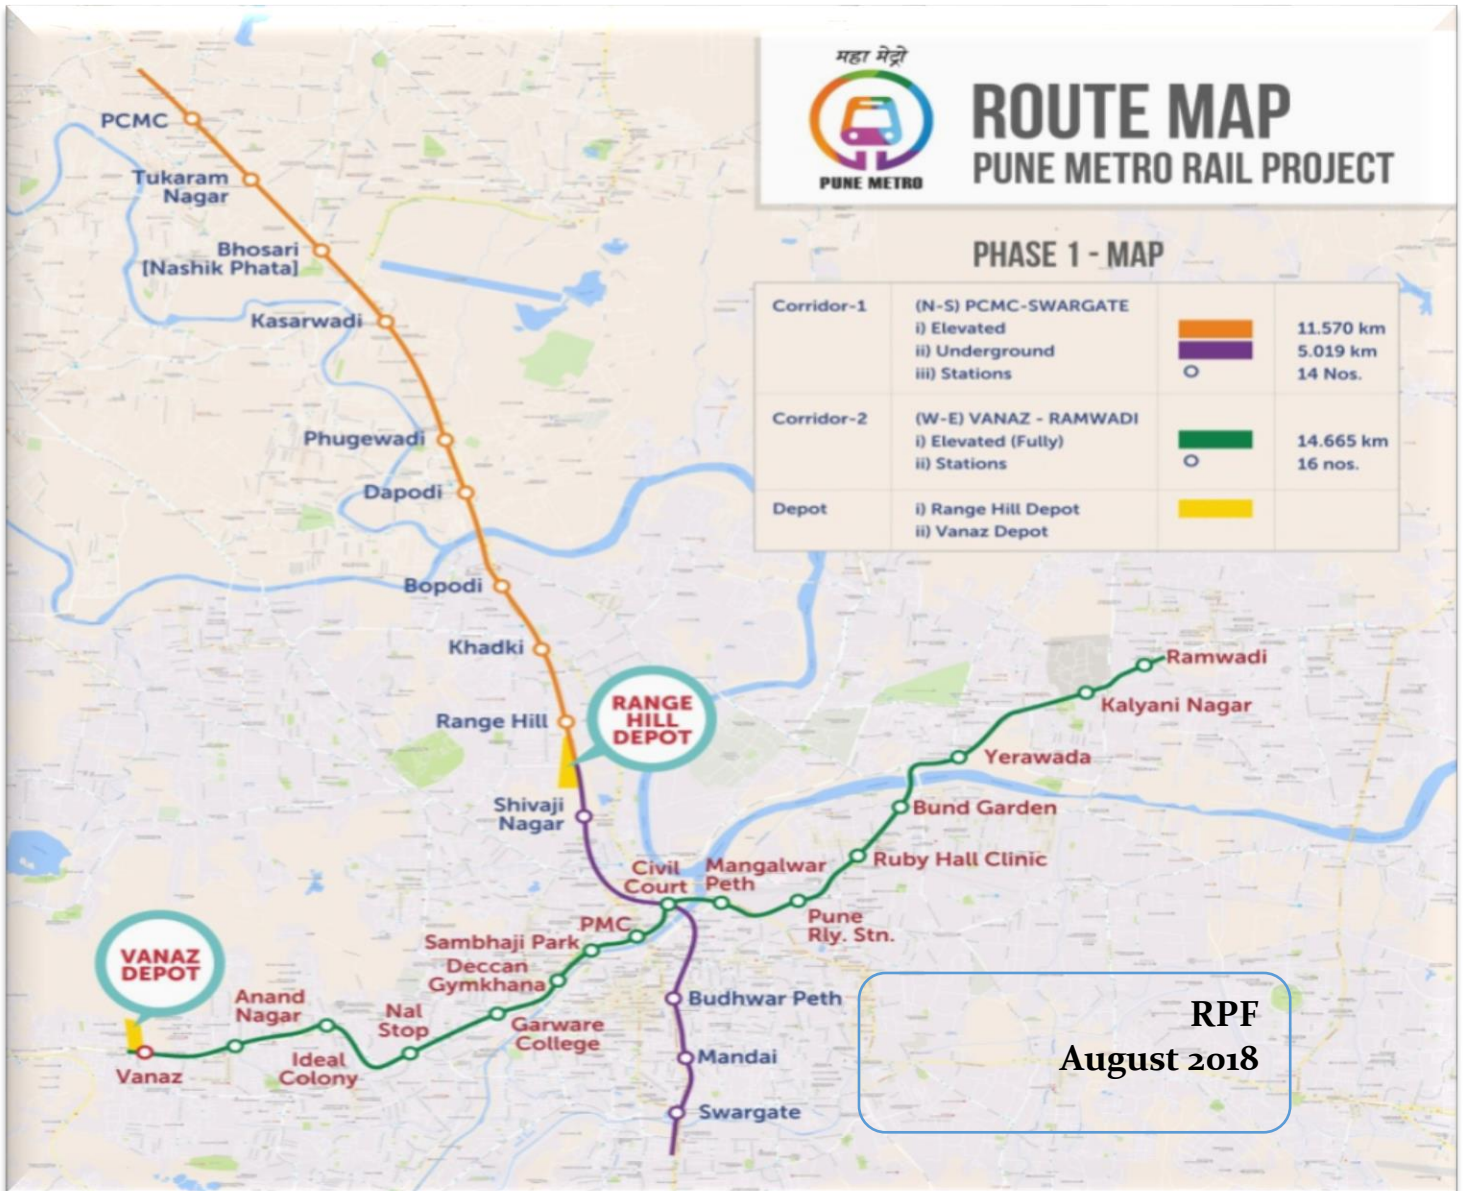 महा मेट्रो
PUNE METRO
ROUTE MAP
PUNE METRO RAIL PROJECT
PHASE 1 - MAP
Corridor-1 (N-S) PCMC-SWARGATE
i) Elevated 11.570 km
ii) Underground 5.019 km
iii) Stations 14 Nos.
Corridor-2 (W-E) VANAZ - RAMWADI
i) Elevated (Fully) 14.665 km
ii) Stations 16 nos.
Depot i) Range Hill Depot
ii) Vanaz Depot
PCMC
Tukaram
Nagar
Bhosari
[Nashik Phata]
Kasarwadi
Phugewadi
Dapodi
Bopodi
Khadki
Range Hill
RANGE
HILL
DEPOT
Shivaji
Nagar
Ramwadi
Kalyani Nagar
Yerawada
Bund Garden
Ruby Hall Clinic
Civil
Court
Mangalwar
Peth
Pune
Rly. Stn.
PMC
Sambhaji Park
Deccan
Gymkhana
Garware
College
Nal
Stop
Ideal
Colony
Anand
Nagar
VANAZ
DEPOT
Vanaz
Budhwar Peth
Mandai
Swargate
RPF
August 2018